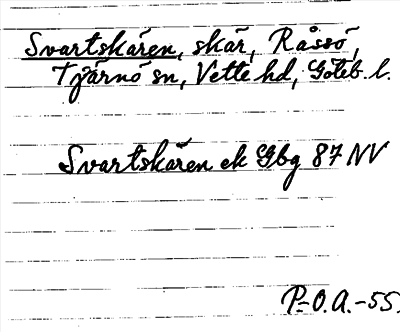 Svartskären, skär, Råssö,
Tjärnö sn, Vette hd, Göteb. l.
Svartskären ek Gbg 87 NV
P.-O.A.-55.